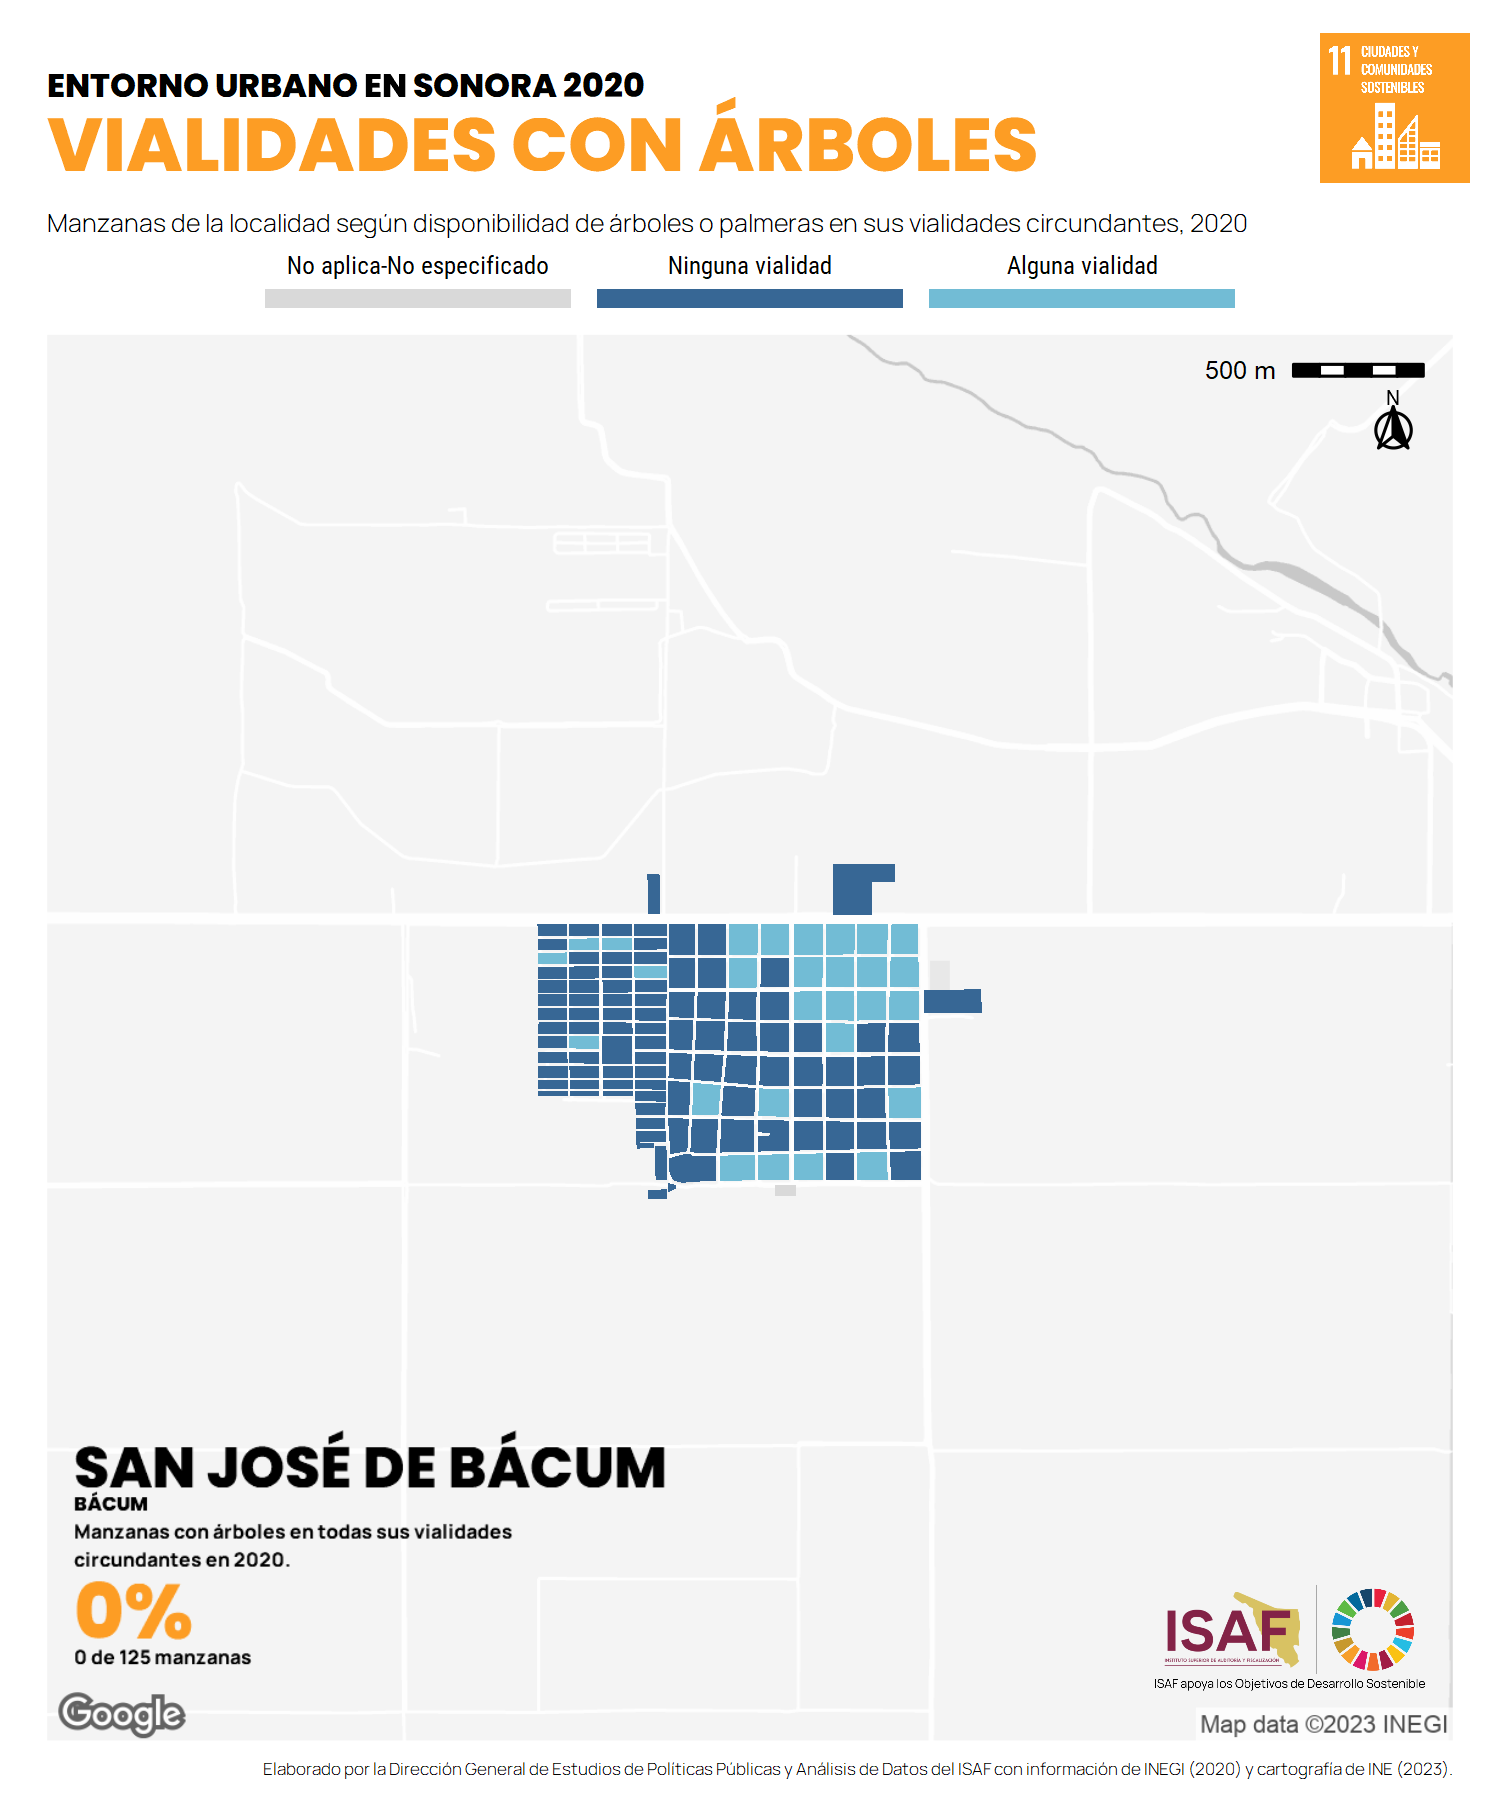 ENTORNO URBANO EN SONORA 2020
VIALIDADES CON ÁRBOLES
11 CIUDADES Y
COMUNIDADES
SOSTENIBLES
Manzanas de la localidad según disponibilidad de árboles o palmeras en sus vialidades circundantes, 2020
No aplica-No especificado Ninguna vialidad Alguna vialidad
500 m
N
SAN JOSÉ DE BÁCUM
BÁCUM
Manzanas con árboles en todas sus vialidades
circundantes en 2020.
0%
0 de 125 manzanas
ISAF
INSTITUTO SUPERIOR DE AUDITORÍA Y FISCALIZACIÓN
ISAF apoya los Objetivos de Desarrollo Sostenible
Google
Map data ©2023 INEGI
Elaborado por la Dirección General de Estudios de Políticas Públicas y Análisis de Datos del ISAF con información de INEGI (2020) y cartografía de INE (2023).